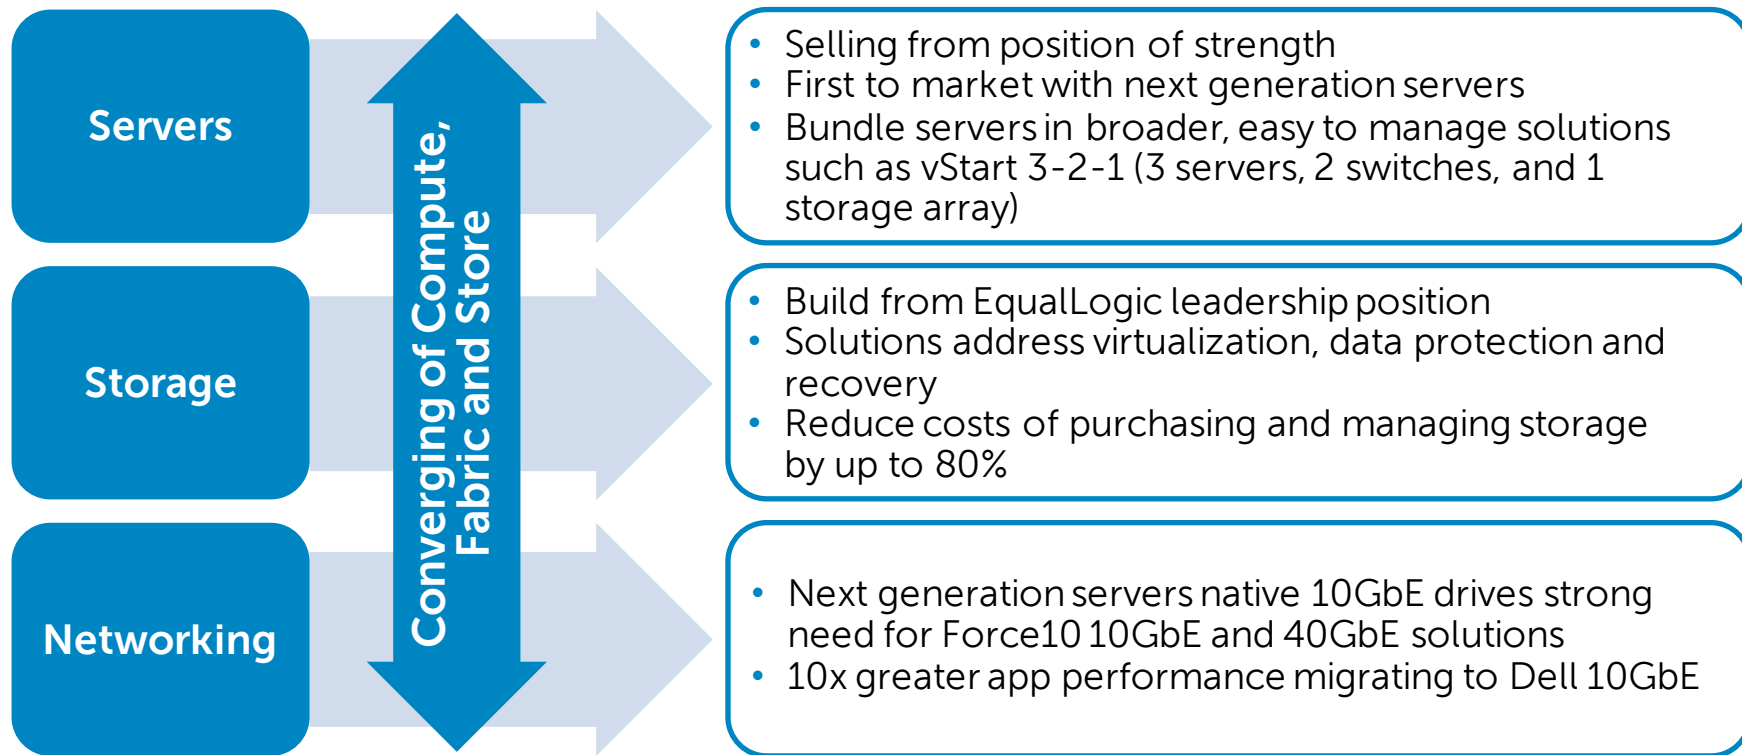 Servers
• Selling from position of strength
• First to market with next generation servers
• Bundle servers in broader, easy to manage solutions
such as vStart 3-2-1 (3 servers, 2 switches, and 1
storage array)
Converging of Compute,
Fabric and Store
Storage
• Build from EqualLogic leadership position
• Solutions address virtualization, data protection and
recovery
• Reduce costs of purchasing and managing storage
by up to 80%
Networking
• Next generation servers native 10GbE drives strong
need for Force10 10GbE and 40GbE solutions
• 10x greater app performance migrating to Dell 10GbE